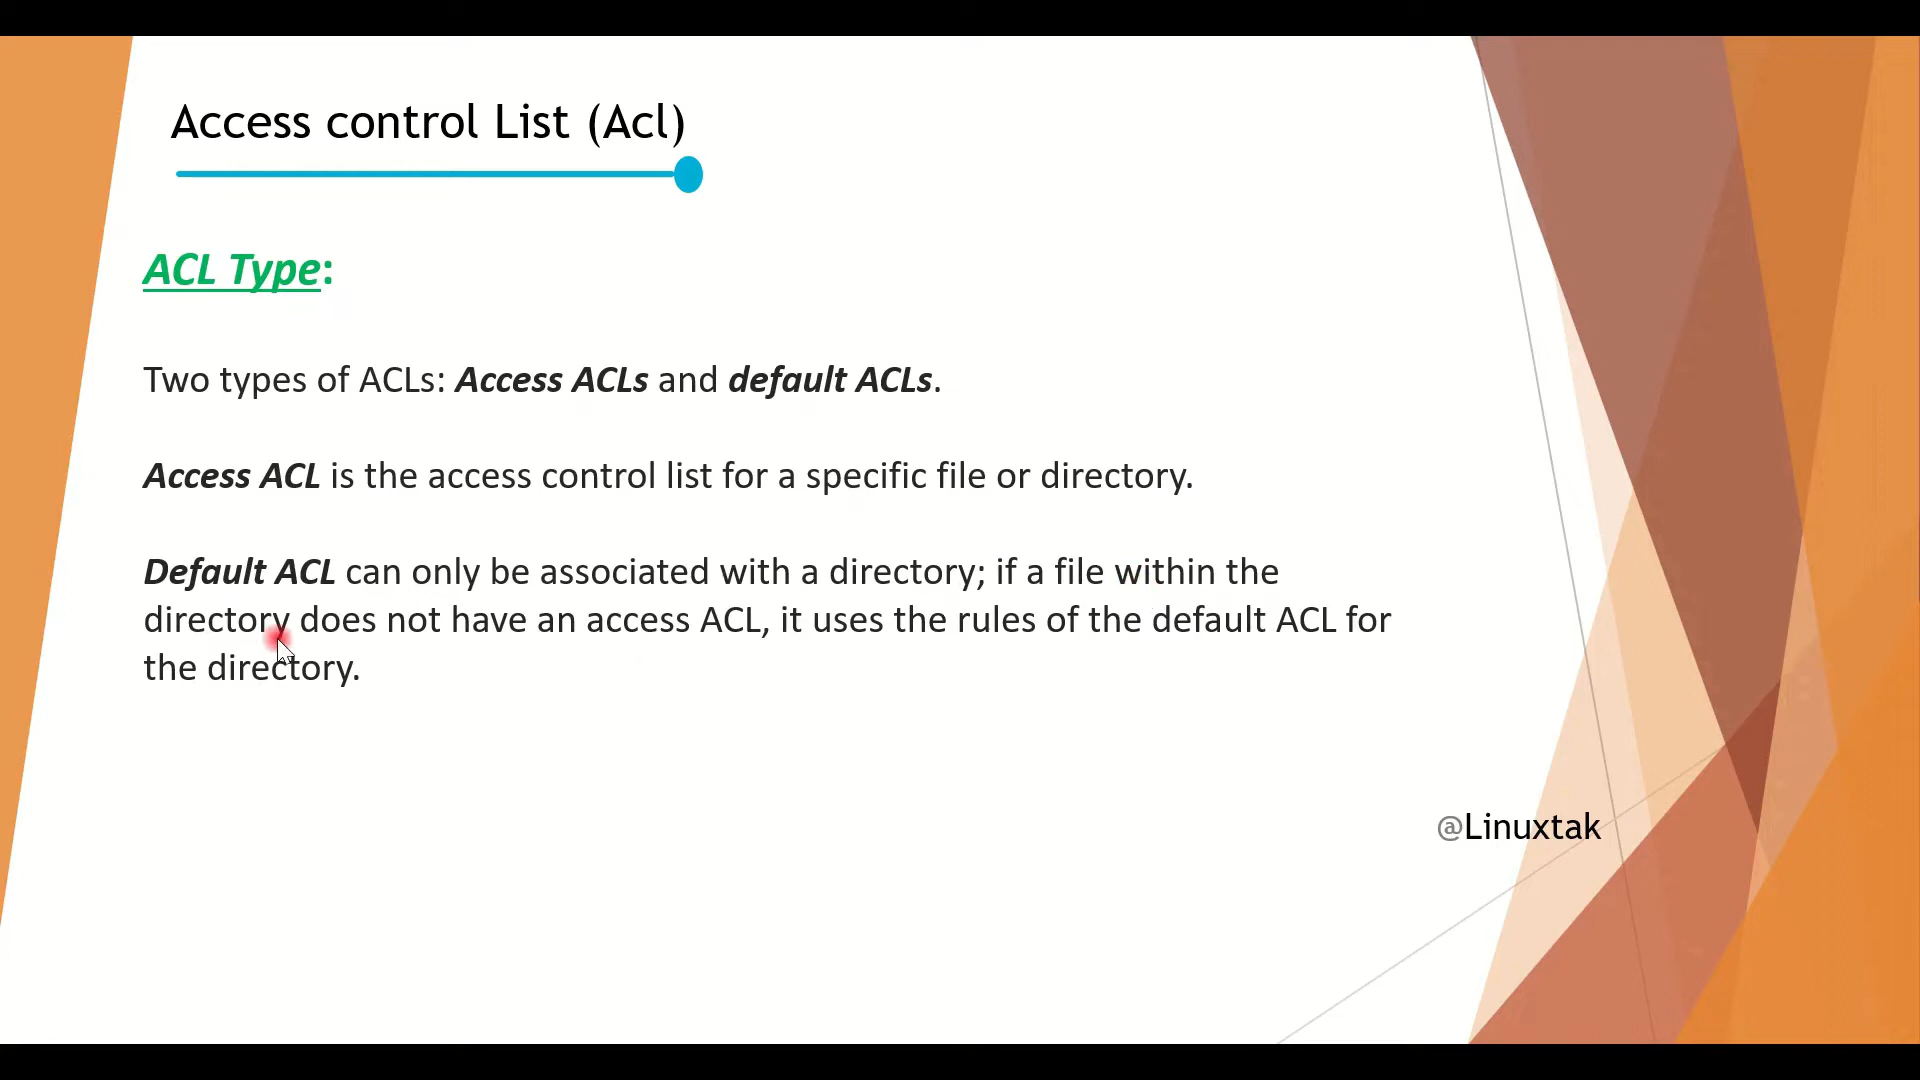 Access control List (Acl)
ACL Type:
Two types of ACLs: Access ACLs and default ACLs.
Access ACL is the access control list for a specific file or directory.
Default ACL can only be associated with a directory; if a file within the
directory does not have an access ACL, it uses the rules of the default ACL for
the directory.
@Linuxtak